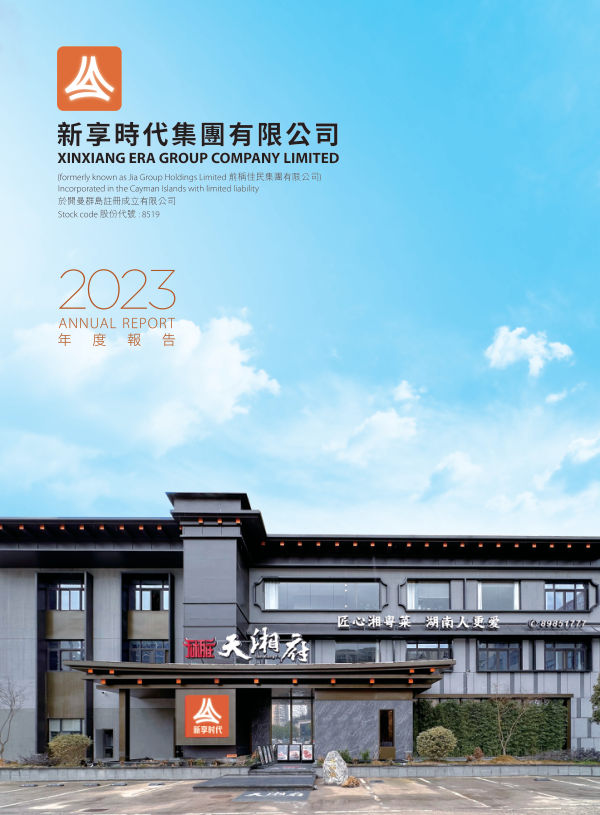 新享時代集團有限公司
XINXIANG ERA GROUP COMPANY LIMITED
(formerly known as Jia Group Holdings Limited 前稱佳民集團有限公司)
Incorporated in the Cayman Islands with limited liability
於開曼群島註冊成立有限公司
Stock code 股份代號 : 8519
2023
ANNUAL REPORT
年度報告
匠心湘粤菜 湖南人更爱
89851777
天湘府
新享时代